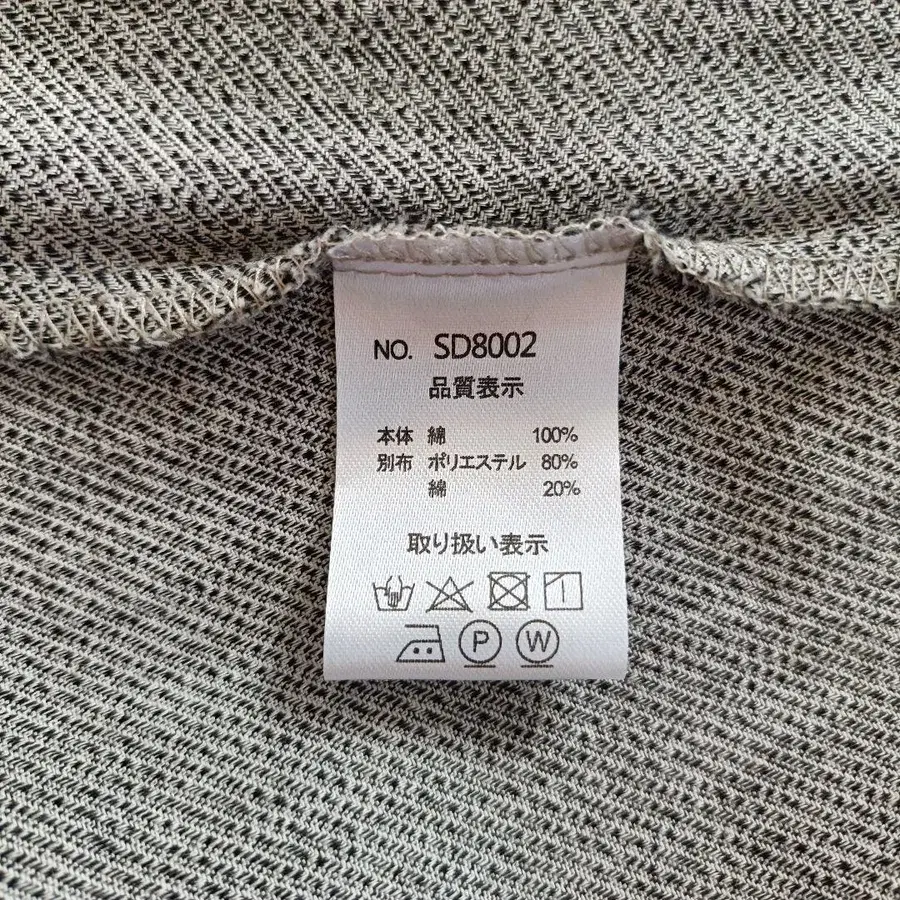 NO. SD8002
品質表示
本体 綿 100%
別布 ポリエステル 80%
綿 20%
取り扱い表示
P W